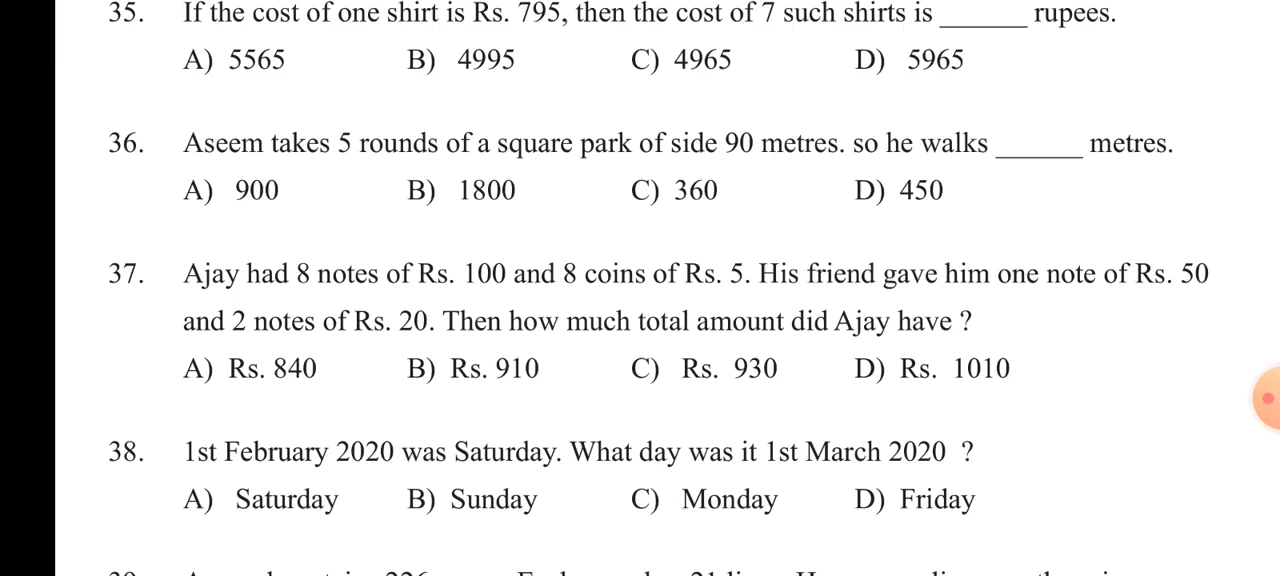 35. If the cost of one shirt is Rs. 795, then the cost of 7 such shirts is ______ rupees.
A) 5565 B) 4995 C) 4965 D) 5965
36. Aseem takes 5 rounds of a square park of side 90 metres. so he walks ______ metres.
A) 900 B) 1800 C) 360 D) 450
37. Ajay had 8 notes of Rs. 100 and 8 coins of Rs. 5. His friend gave him one note of Rs. 50
and 2 notes of Rs. 20. Then how much total amount did Ajay have ?
A) Rs. 840 B) Rs. 910 C) Rs. 930 D) Rs. 1010
38. 1st February 2020 was Saturday. What day was it 1st March 2020 ?
A) Saturday B) Sunday C) Monday D) Friday